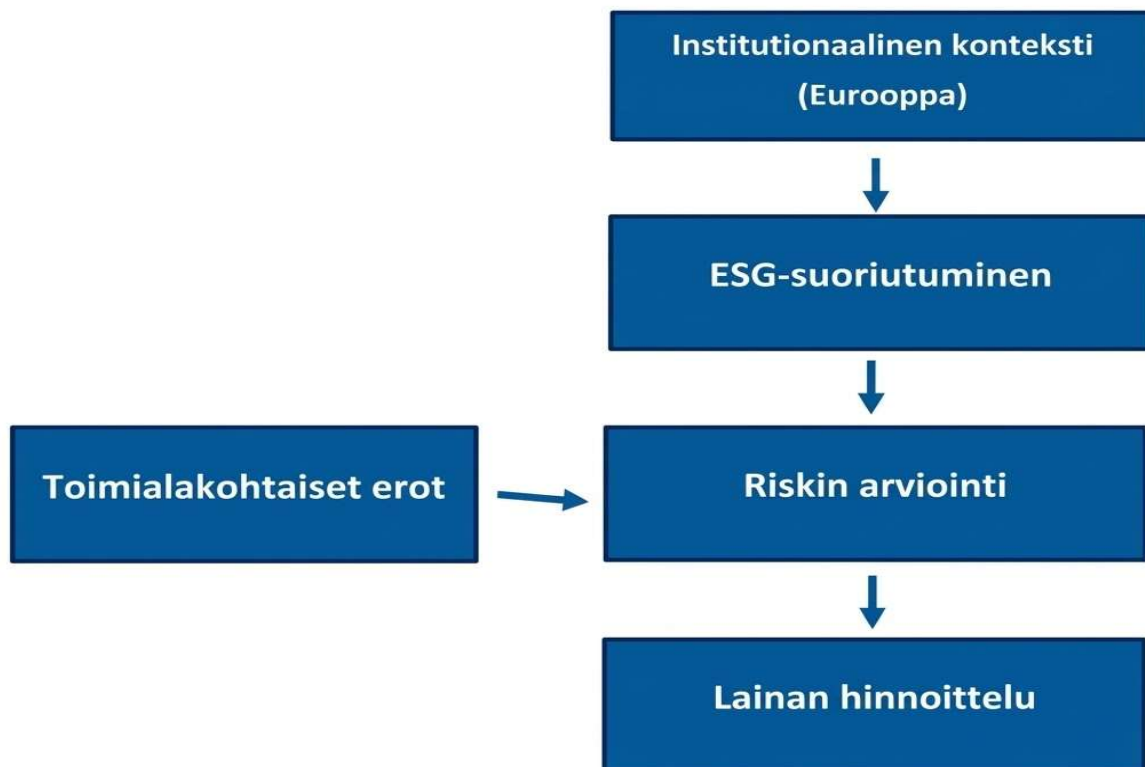 Institutionaalinen konteksti
(Eurooppa)
ESG-suoriutuminen
Toimialakohtaiset erot
Riskin arviointi
Lainan hinnoittelu